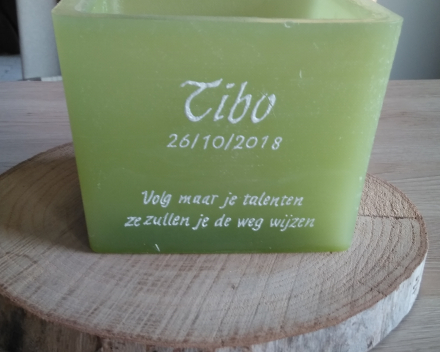 Tibo
26/10/2018
Volg maar je talenten
ze zullen je de weg wijzen